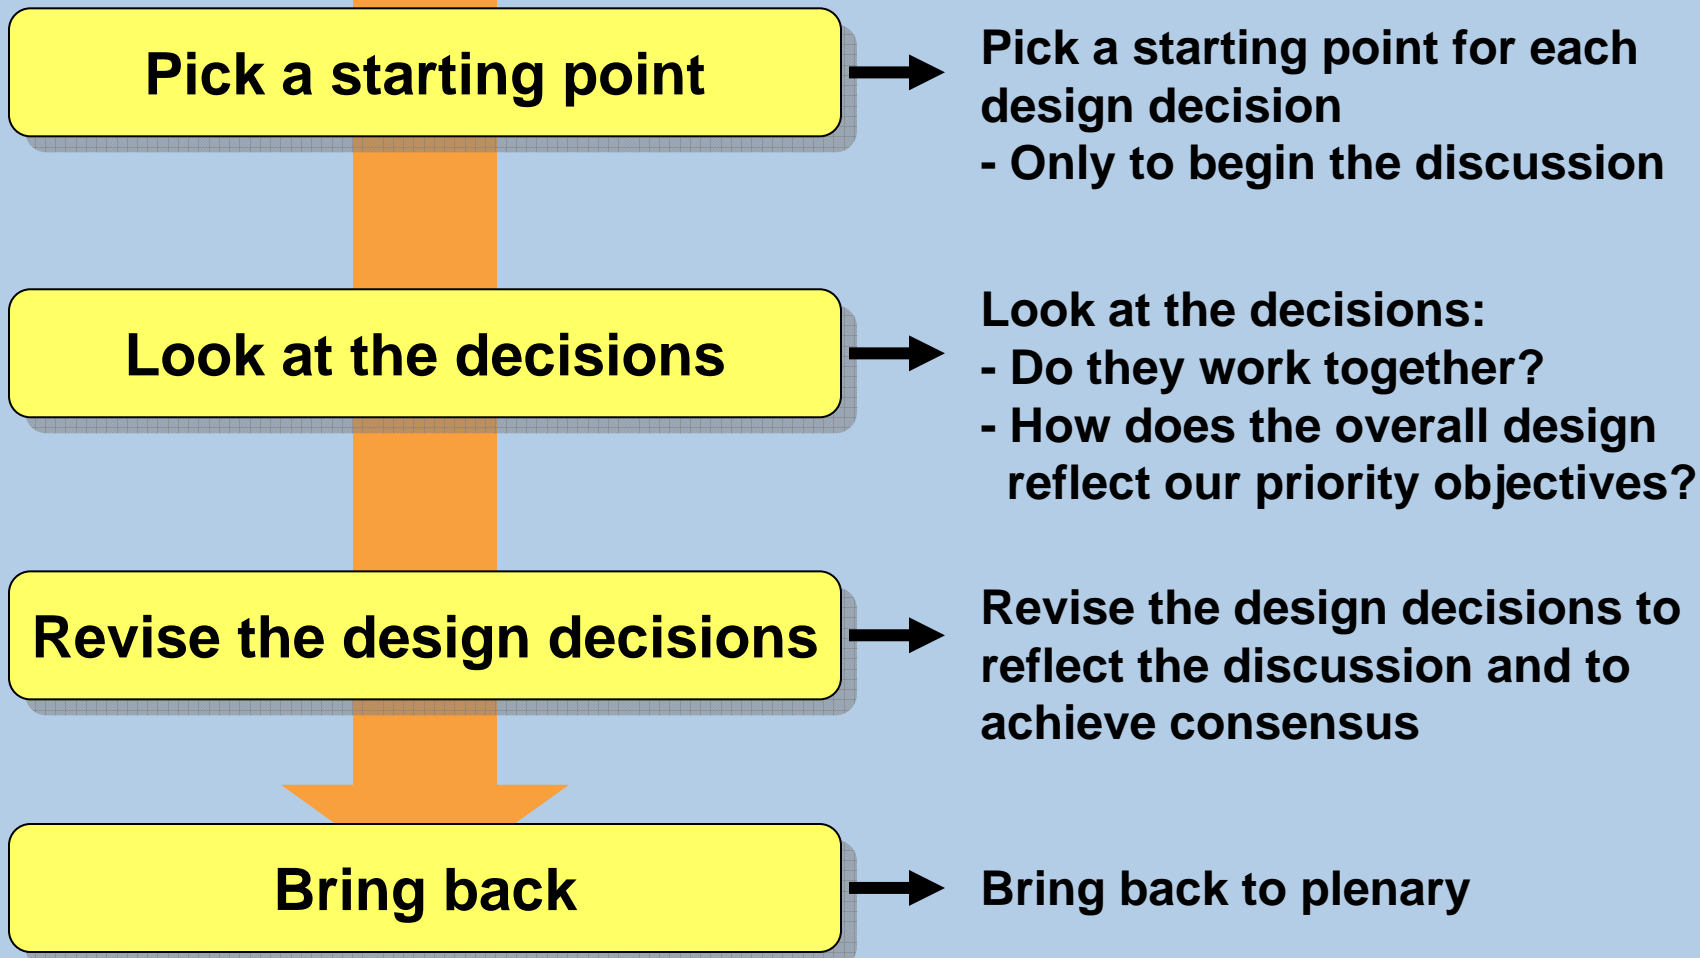 Pick a starting point
Pick a starting point for each
design decision
- Only to begin the discussion
Look at the decisions
Look at the decisions:
- Do they work together?
- How does the overall design
reflect our priority objectives?
Revise the design decisions
Revise the design decisions to
reflect the discussion and to
achieve consensus
Bring back
Bring back to plenary